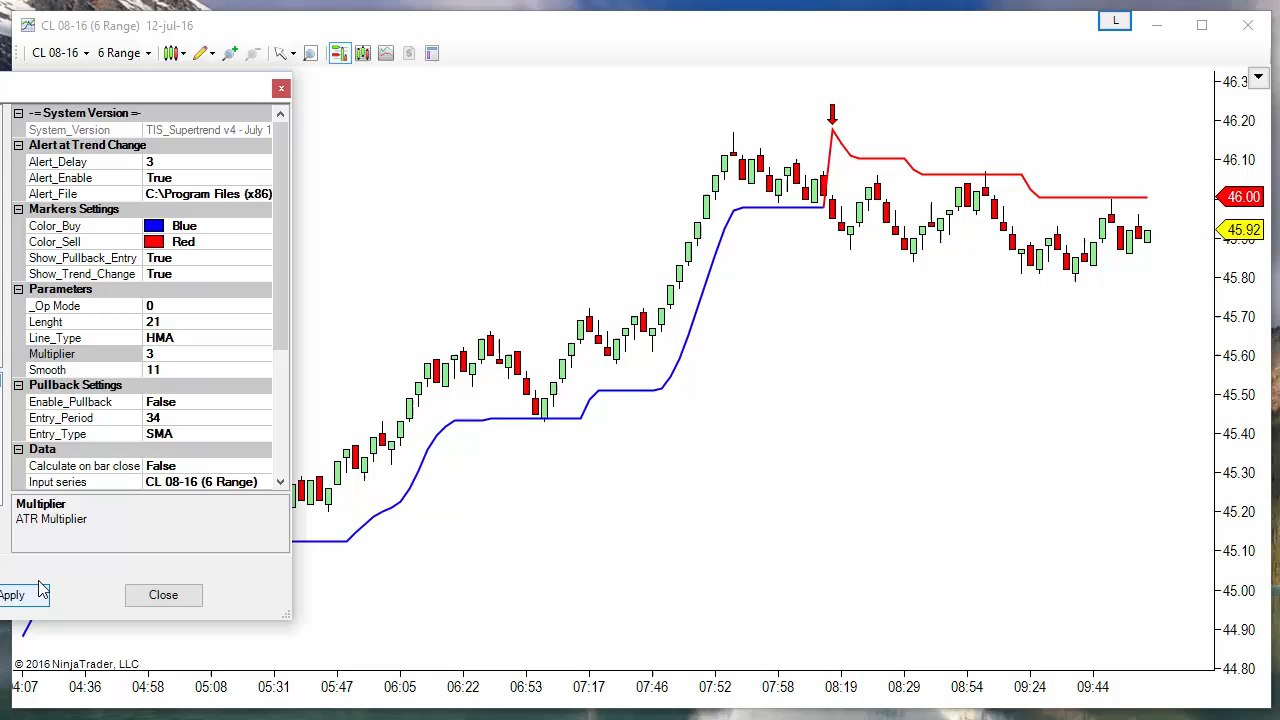 CL 08-16 (6 Range) 12-jul-16
L
CL 08-16 6 Range
-= System Version =-
System_Version TIS_Supertrend v4 - July 1
Alert at Trend Change
Alert_Delay 3
Alert_Enable True
Alert_File C:\Program Files (x86)
Markers Settings
Color_Buy Blue
Color_Sell Red
Show_Pullback_Entry True
Show_Trend_Change True
Parameters
_Op Mode 0
Lenght 21
Line_Type HMA
Multiplier 3
Smooth 11
Pullback Settings
Enable_Pullback False
Entry_Period 34
Entry_Type SMA
Data
Calculate on bar close False
Input series CL 08-16 (6 Range)
Multiplier
ATR Multiplier
Apply Close
46.3
46.20
46.10
46.00
45.92
45.80
45.70
45.60
45.50
45.40
45.30
45.20
45.10
45.00
44.90
44.80
© 2016 NinjaTrader, LLC
4:07 04:36 04:58 05:08 05:31 05:47 06:05 06:22 06:53 07:17 07:46 07:52 07:58 08:19 08:29 08:54 09:24 09:44